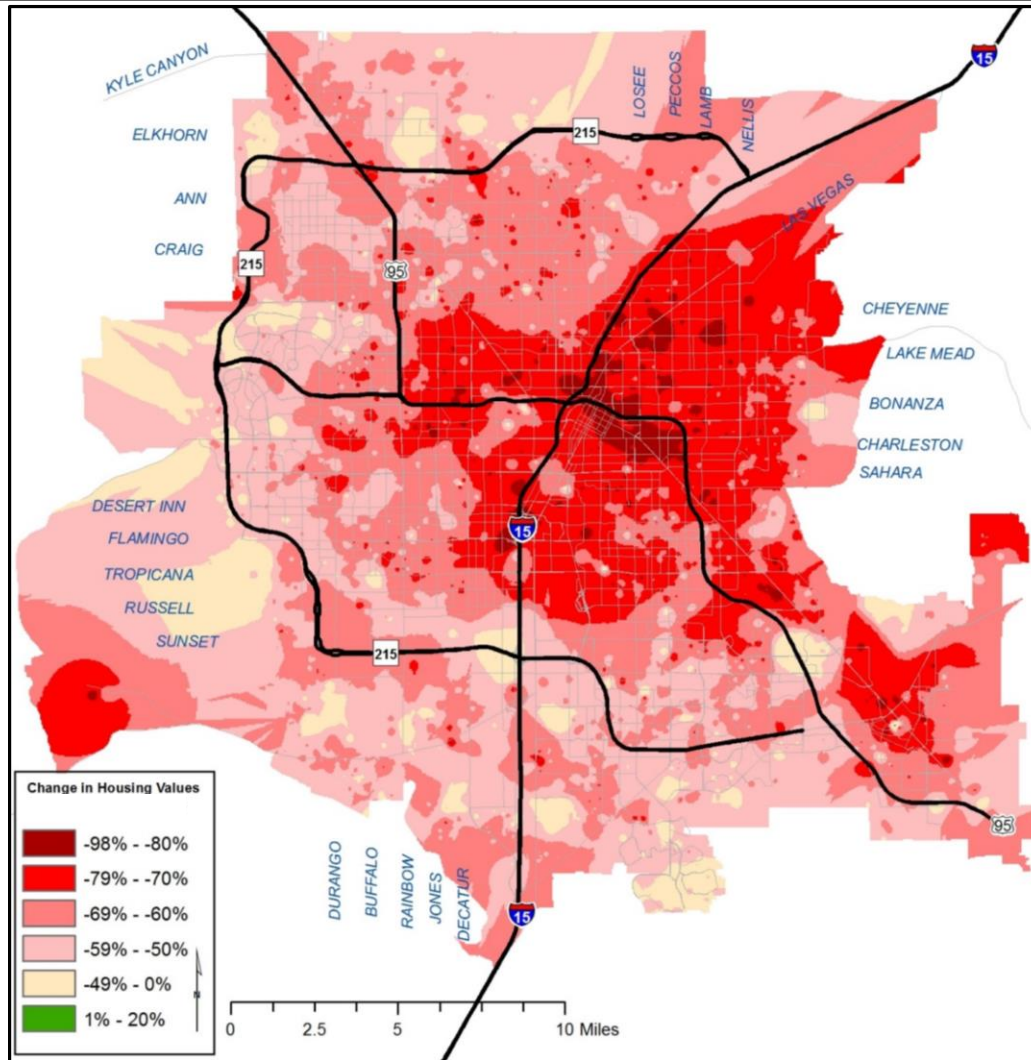 KYLE CANYON
ELKHORN
ANN
CRAIG
LOSEE
PECCOS
LAMB
NELLIS
LAS VEGAS
15
215
215
95
CHEYENNE
LAKE MEAD
BONANZA
CHARLESTON
SAHARA
DESERT INN
FLAMINGO
TROPICANA
RUSSELL
SUNSET
15
215
95
DURANGO
BUFFALO
RAINBOW
JONES
DECATUR
15
Change in Housing Values
-98% - -80%
-79% - -70%
-69% - -60%
-59% - -50%
-49% - 0%
1% - 20%
N
0 2.5 5 10 Miles